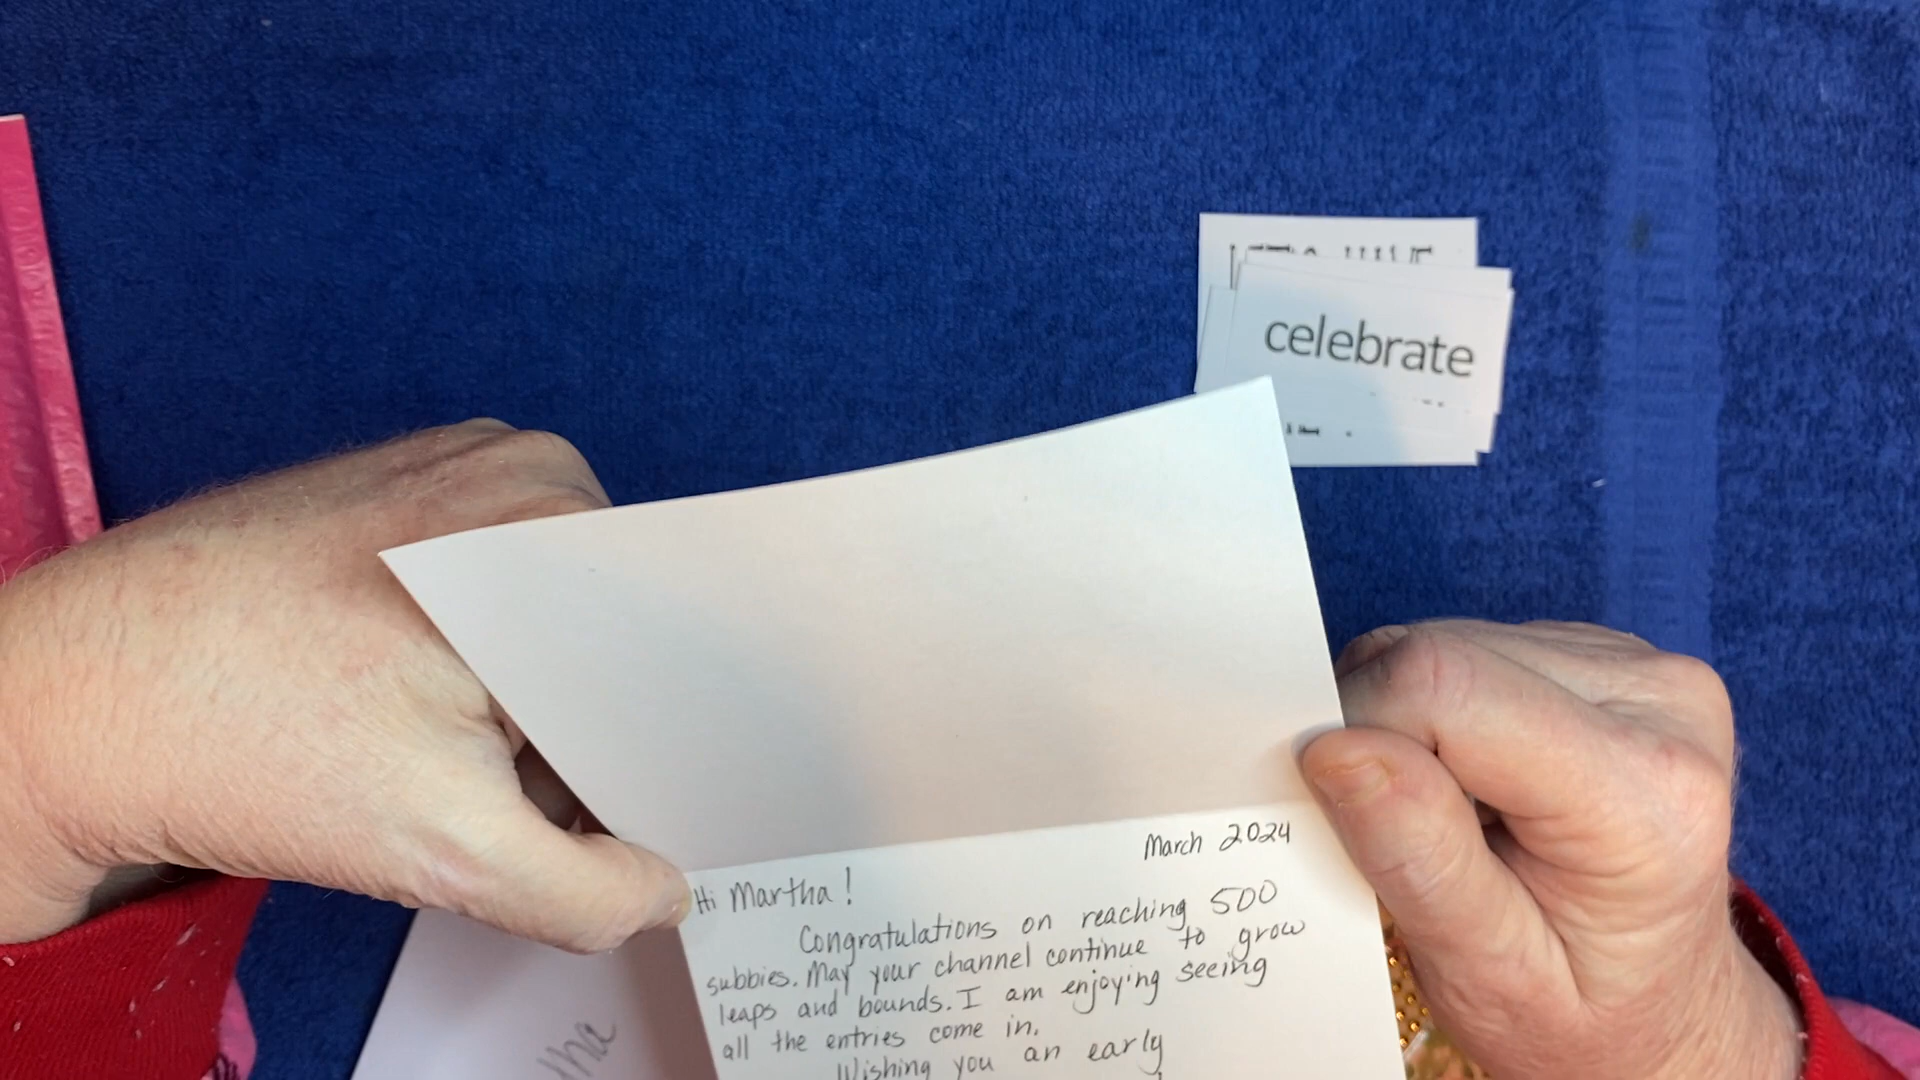 celebrate
March 2024
Hi Martha!
Congratulations on reaching 500
subbies. May your channel continue to grow
leaps and bounds. I am enjoying seeing
all the entries come in.
Wishing you an early
tha